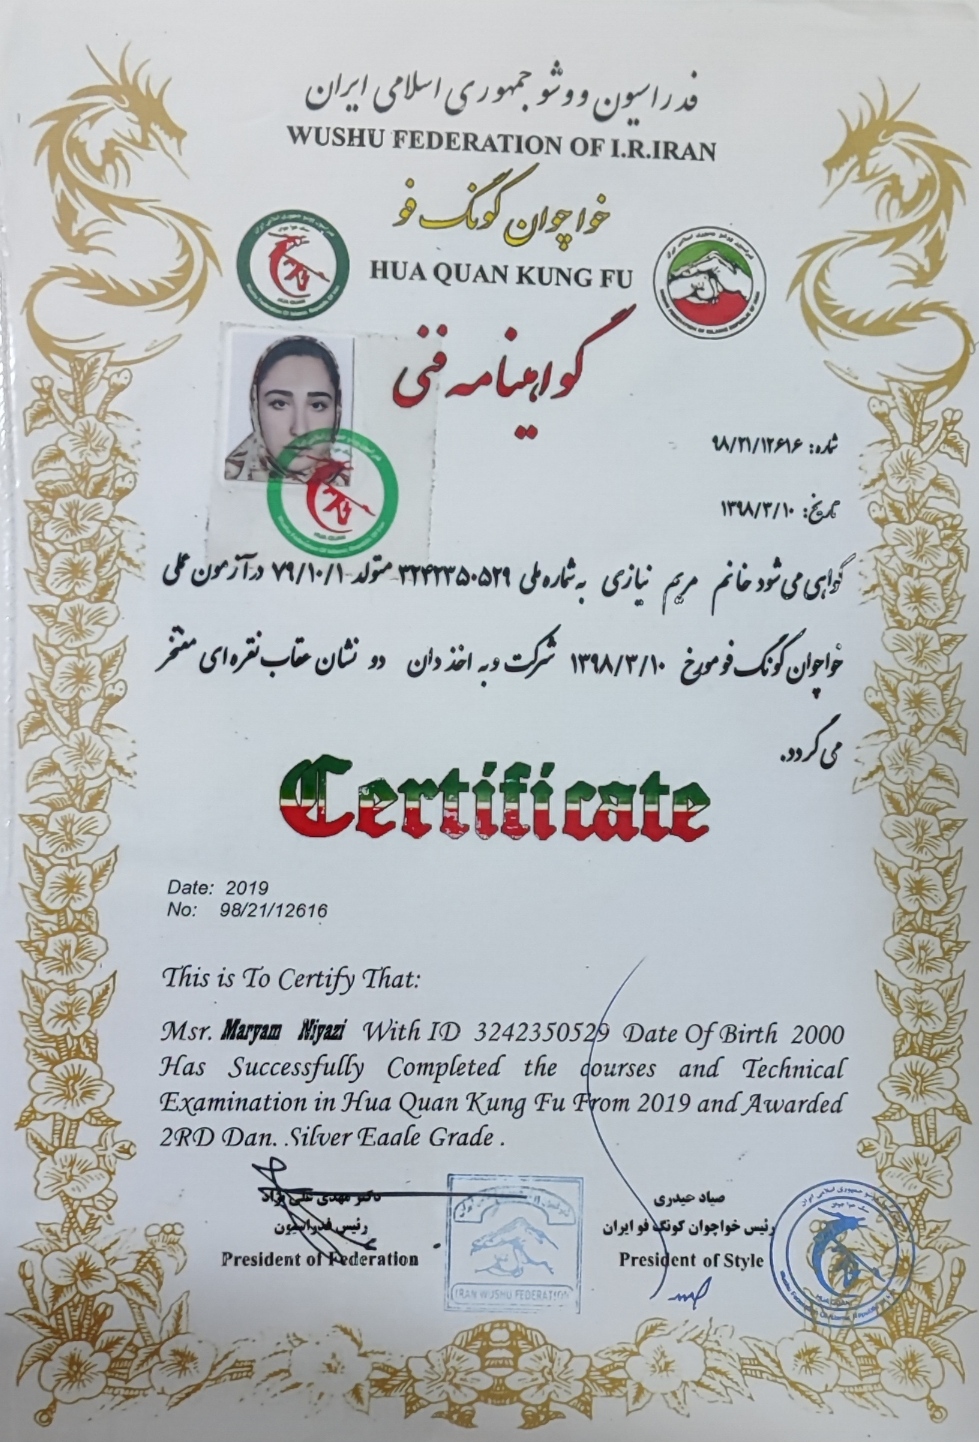 فدراسیون ووشو جمهوری اسلامی ایران
WUSHU FEDERATION OF I.R.IRAN
خواچوان کونگ فو
HUA QUAN KUNG FU
گواهینامه فنی
شماره: ۹۸/۲۱/۱۲۶۱۶
تاریخ: ۱۳۹۸/۳/۱۰
گواهی می شود خانم مریم نیازی به شماره ملی ۳۲۴۲۳۵۰۵۲۹ متولد ۷۹/۱۰/۱ در آزمون عملی
خواچوان کونگ فو مورخ ۱۳۹۸/۳/۱۰ شرکت و به اخذ دان دو نشان عقاب نقره ای مفتخر
می گردد.
Certificate
Date: 2019
No: 98/21/12616
This is To Certify That:
Msr. Maryam Niyazi With ID 3242350529 Date Of Birth 2000
Has Successfully Completed the courses and Technical
Examination in Hua Quan Kung Fu From 2019 and Awarded
2RD Dan. .Silver Eaale Grade .
دکتر مهدی علی نژاد
رئیس فدراسیون
President of Federation
IRAN WUSHU FEDERATION
صیاد حیدری
رئیس خواچوان کونگ فو ایران
President of Style
HUA QUAN